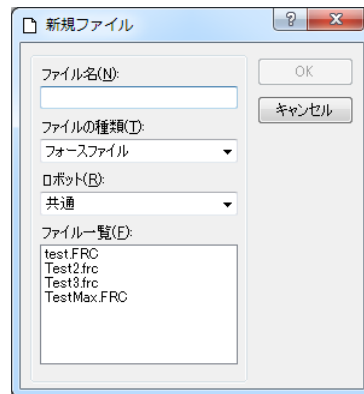 新規ファイル
ファイル名(N):
OK
キャンセル
ファイルの種類(T):
フォースファイル
ロボット(R):
共通
ファイル一覧(F):
test.FRC
Test2.frc
Test3.frc
TestMax.FRC